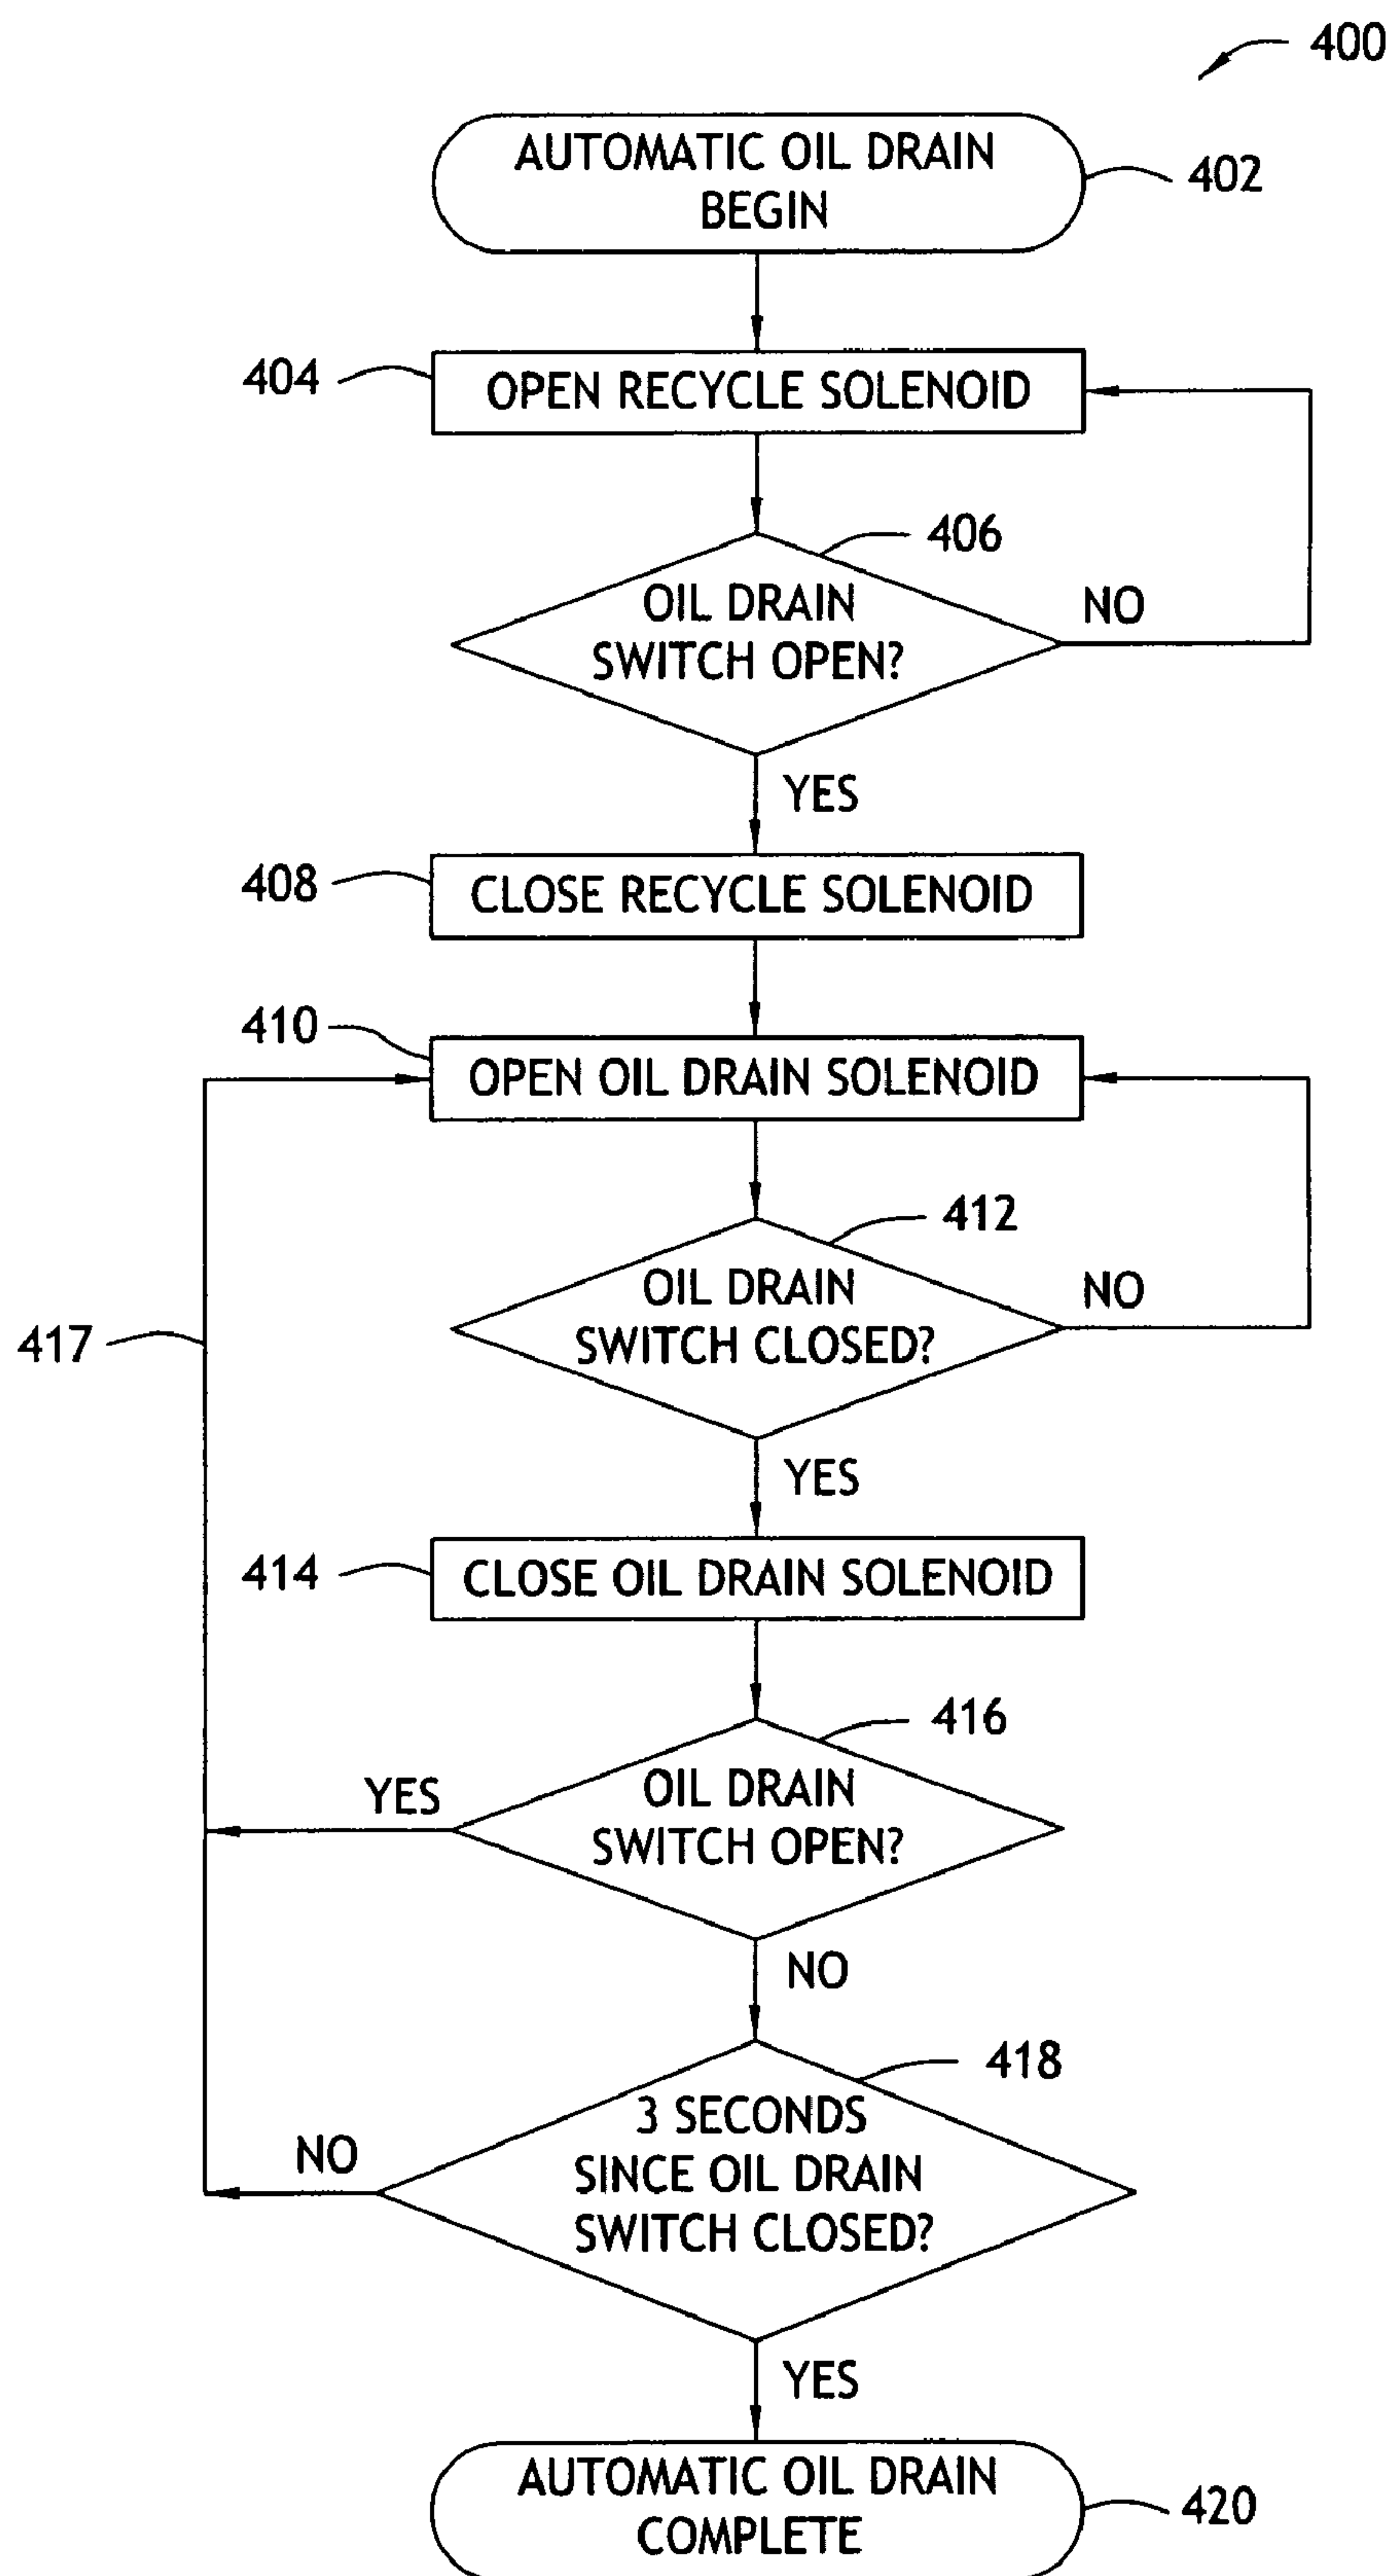 400
AUTOMATIC OIL DRAIN
BEGIN
402
404
OPEN RECYCLE SOLENOID
406
OIL DRAIN
SWITCH OPEN?
NO
YES
408
CLOSE RECYCLE SOLENOID
410
OPEN OIL DRAIN SOLENOID
412
OIL DRAIN
SWITCH CLOSED?
NO
417
YES
414
CLOSE OIL DRAIN SOLENOID
416
OIL DRAIN
SWITCH OPEN?
YES
NO
418
3 SECONDS
SINCE OIL DRAIN
SWITCH CLOSED?
NO
YES
AUTOMATIC OIL DRAIN
COMPLETE
420